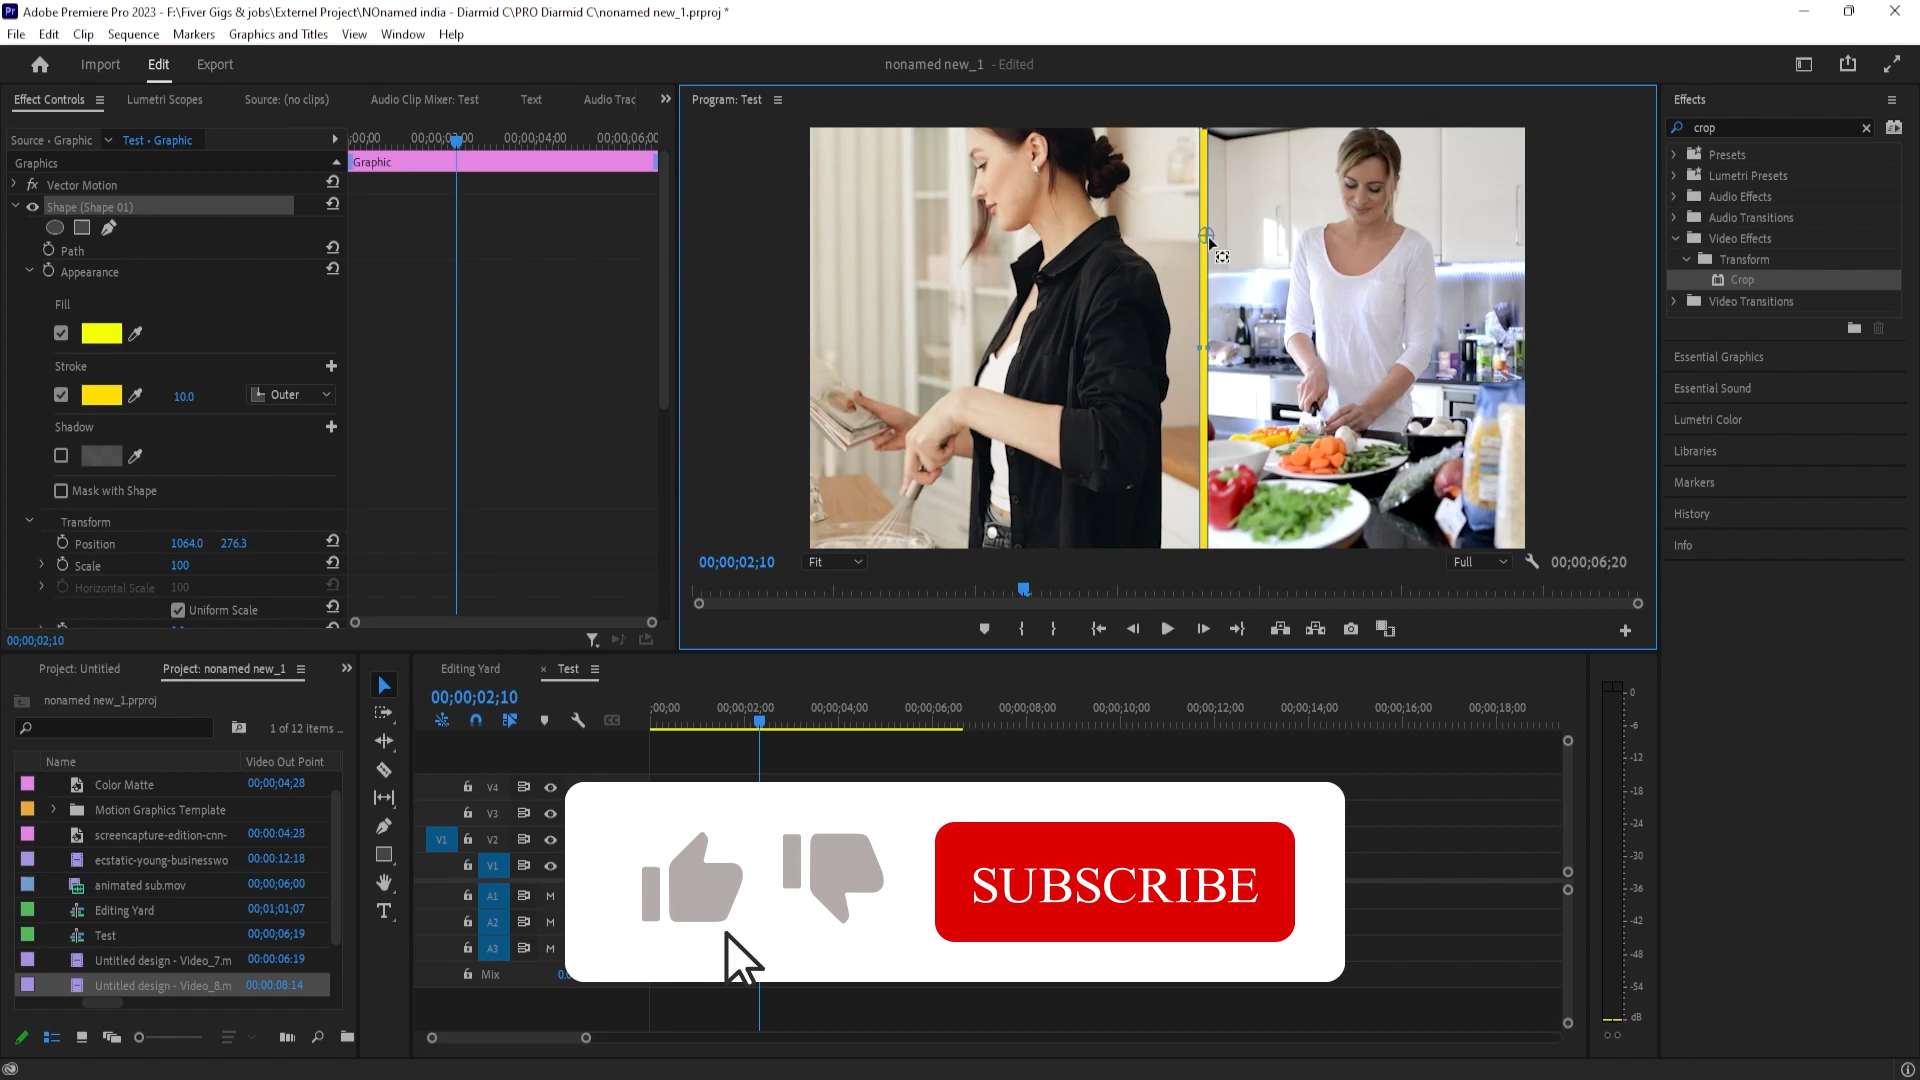 Adobe Premiere Pro 2023 - F:\Fiver Gigs & jobs\Externel Project\NOnamed india - Diarmid C\PRO Diarmid C\nonamed new_1.prproj *
File Edit Clip Sequence Markers Graphics and Titles View Window Help
Import Edit Export
nonamed new_1 - Edited
Effect Controls Lumetri Scopes Source: (no clips) Audio Clip Mixer: Test Text Audio Trac
Source • Graphic Test • Graphic
;00;00 00;00;02;00 00;00;04;00 00;00;06;00
Graphics
Graphic
fx Vector Motion
Shape (Shape 01)
Path
Appearance
Fill
Stroke
10.0 Outer
Shadow
Mask with Shape
Transform
Position 1064.0 276.3
Scale 100
Horizontal Scale 100
Uniform Scale
00;00;02;10
Program: Test
00;00;02;10 Fit Full 00;00;06;20
Effects
crop
Presets
Lumetri Presets
Audio Effects
Audio Transitions
Video Effects
Transform
Crop
Video Transitions
Essential Graphics
Essential Sound
Lumetri Color
Libraries
Markers
History
Info
Project: Untitled Project: nonamed new_1
nonamed new_1.prproj
1 of 12 items ...
Name Video Out Point
Color Matte 00;00;04;28
Motion Graphics Template
screencapture-edition-cnn- 00:00:04:28
ecstatic-young-businesswo 00:00:12:18
animated sub.mov 00;00;06;00
Editing Yard 00;01;01;07
Test 00;00;06;19
Untitled design - Video_7.m 00:00:06:19
Untitled design - Video_8.m 00:00:08:14
Editing Yard × Test
00;00;02;10
;00;00 00;00;02;00 00;00;04;00 00;00;06;00 00;00;08;00 00;00;10;00 00;00;12;00 00;00;14;00 00;00;16;00 00;00;18;00
V4
V3
V1 V2
V1
A1 M
A2 M
A3 M
Mix
SUBSCRIBE
0
-6
-12
-18
-24
-30
-36
-42
-48
-54
dB